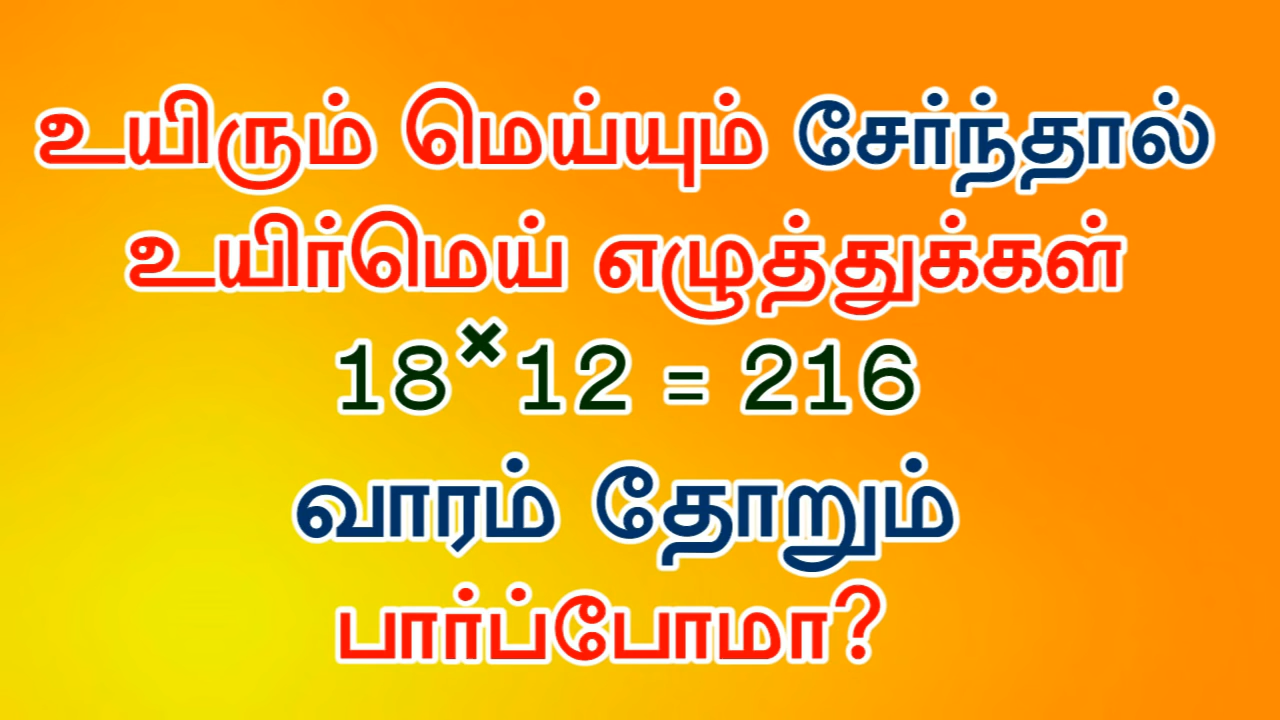 உயிரும் மெய்யும் சேர்ந்தால்
உயிர்மெய் எழுத்துக்கள்
18×12 = 216
வாரம் தோறும்
பார்ப்போமா?